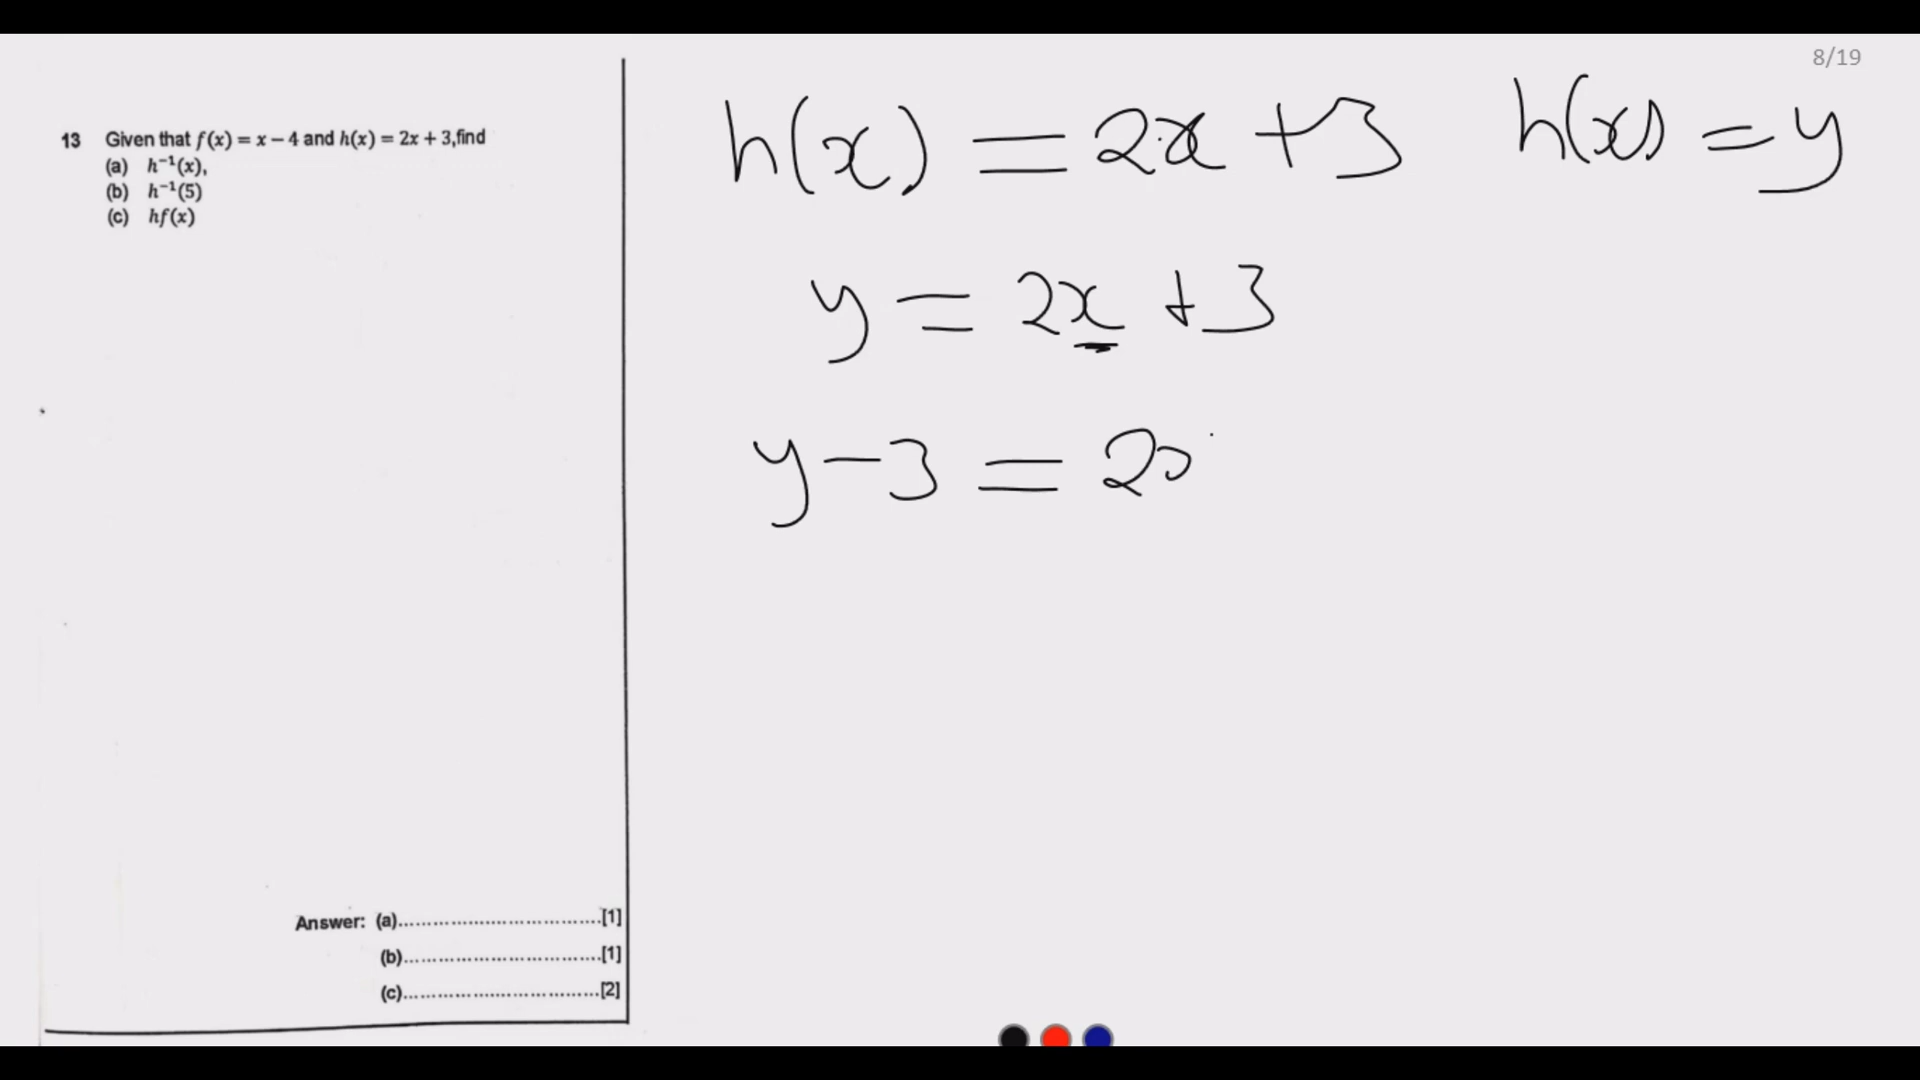 8/19
13 Given that f(x) = x − 4 and h(x) = 2x + 3,find
(a) h⁻¹(x),
(b) h⁻¹(5)
(c) hf(x)
Answer: (a)..................................[1]
(b)..................................[1]
(c)..................................[2]
h(x) = 2x + 3 h(x) = y
y = 2x + 3
y − 3 = 2